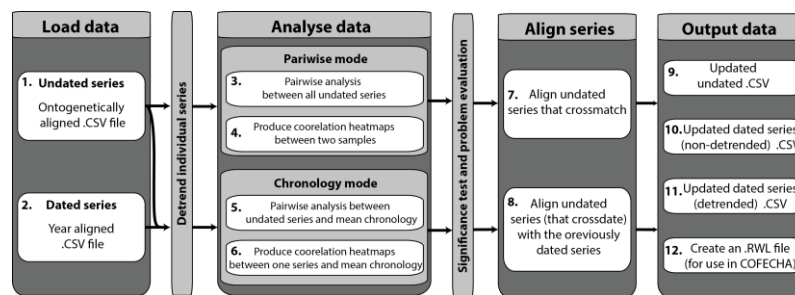 Load data
1. Undated series
Ontogenetically
aligned .CSV file
2. Dated series
Year aligned
.CSV file
Detrend individual series
Analyse data
Pariwise mode
3. Pairwise analysis
between all undated series
4. Produce coorelation heatmaps
between two samples
Chronology mode
5. Pairwise analysis between
undated series and mean chronology
6. Produce coorelation heatmaps
between one series and mean chronology
Significance test and problem evaluation
Align series
7. Align undated
series that crossmatch
8. Align undated
series (that crossdate)
with the oreviously
dated series
Output data
9. Updated
undated .CSV
10. Updated dated series
(non-detrended) .CSV
11. Updated dated series
(detrended) .CSV
12. Create an .RWL file
(for use in COFECHA)